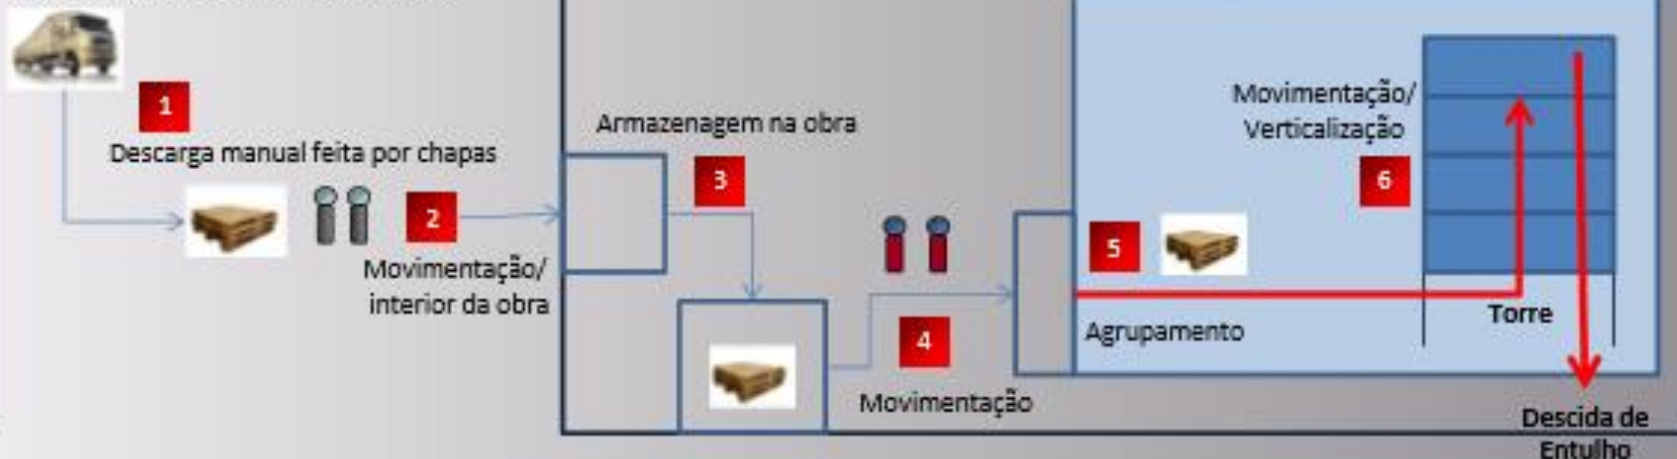 1
Descarga manual feita por chapas
2
Movimentação/
interior da obra
Armazenagem na obra
3
4
Movimentação
5
Agrupamento
Movimentação/
Verticalização
6
Torre
Descida de
Entulho